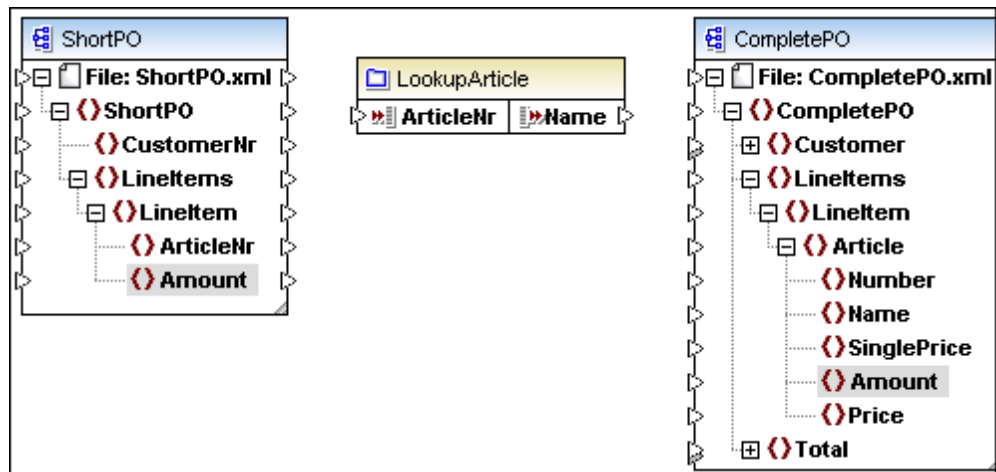 ShortPO
File: ShortPO.xml
ShortPO
CustomerNr
LineItems
LineItem
ArticleNr
Amount
LookupArticle
ArticleNr Name
CompletePO
File: CompletePO.xml
CompletePO
Customer
LineItems
LineItem
Article
Number
Name
SinglePrice
Amount
Price
Total